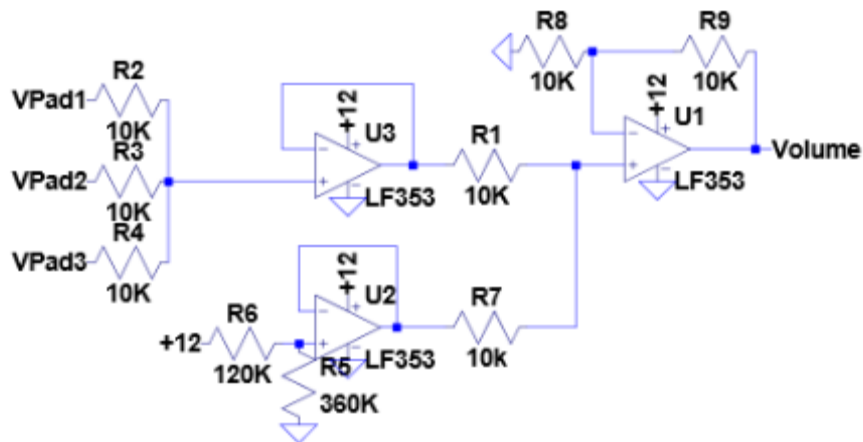 R8
R9
10K
10K
R2
VPad1
10K
+12
U3
+12
U1
R3
VPad2
10K
R1
10K
LF353
Volume
LF353
R4
VPad3
10K
+12
U2
R7
10k
R6
+12
120K
LF353
R5
360K